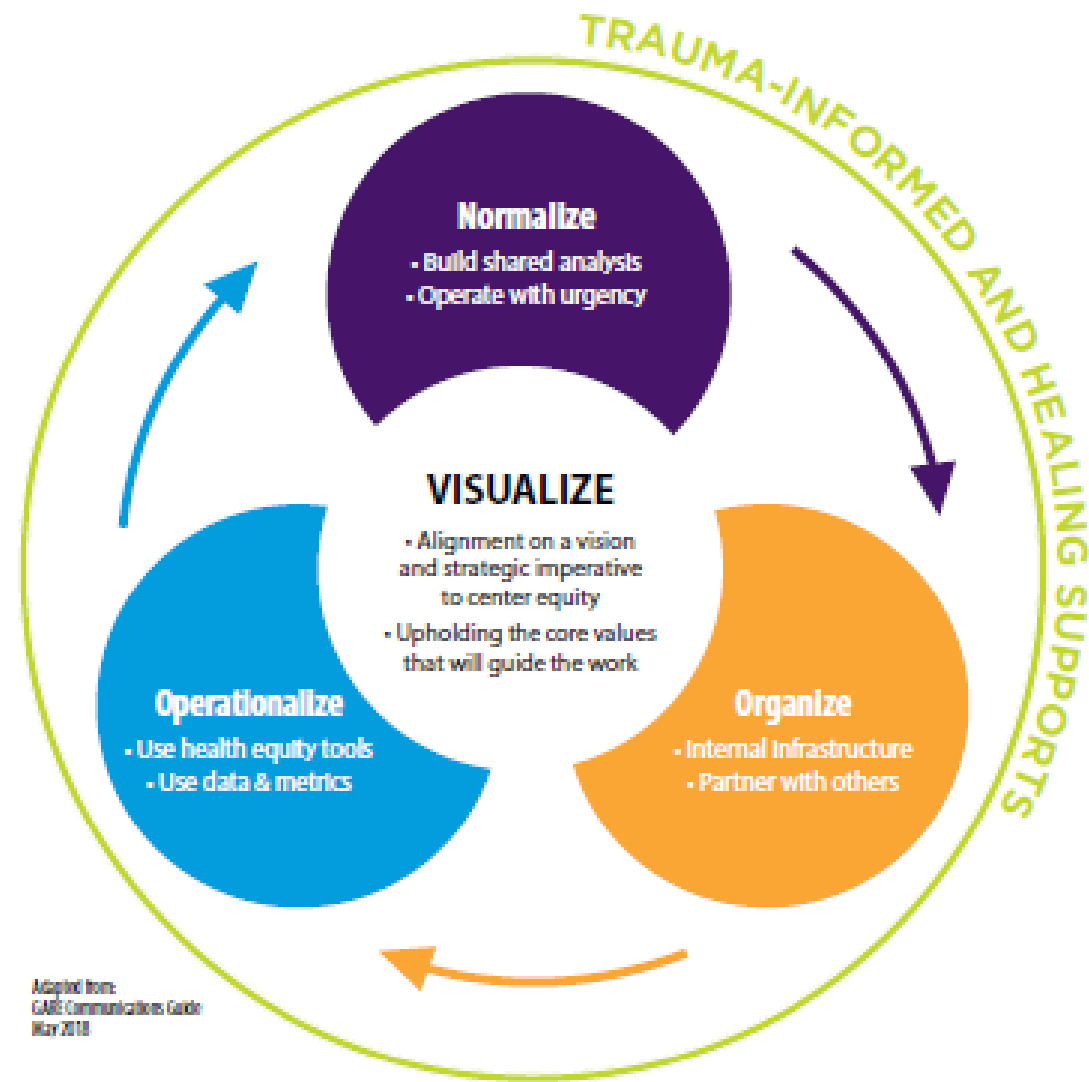 TRAUMA-INFORMED AND HEALING SUPPORTS
Normalize
• Build shared analysis
• Operate with urgency
VISUALIZE
• Alignment on a vision
and strategic imperative
to center equity
• Upholding the core values
that will guide the work
Operationalize
• Use health equity tools
• Use data & metrics
Organize
• Internal Infrastructure
• Partner with others
Adapted from:
GARE Communications Guide
May 2018